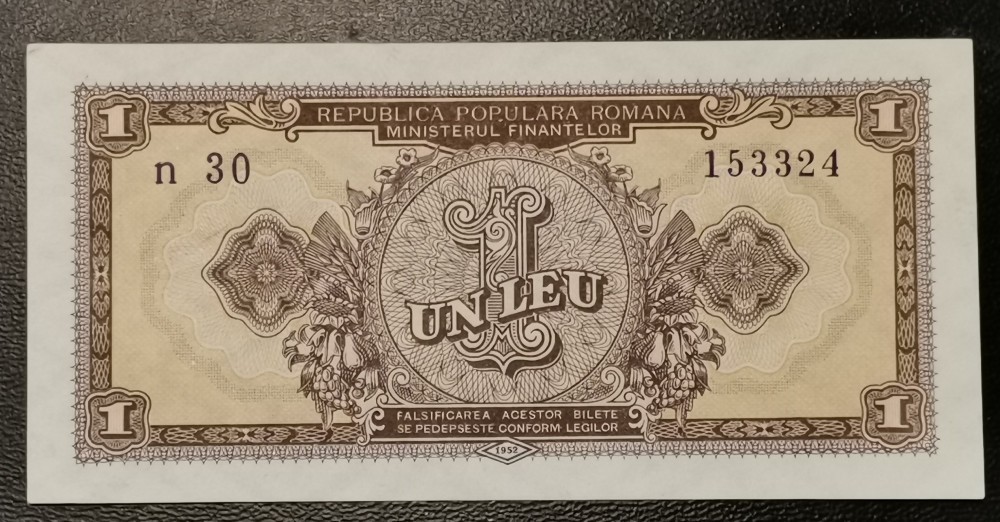 1 1
REPUBLICA POPULARA ROMANA
MINISTERUL FINANTELOR
n 30 153324
1
UN LEU
1 1
FALSIFICAREA ACESTOR BILETE
SE PEDEPSESTE CONFORM LEGILOR
1952